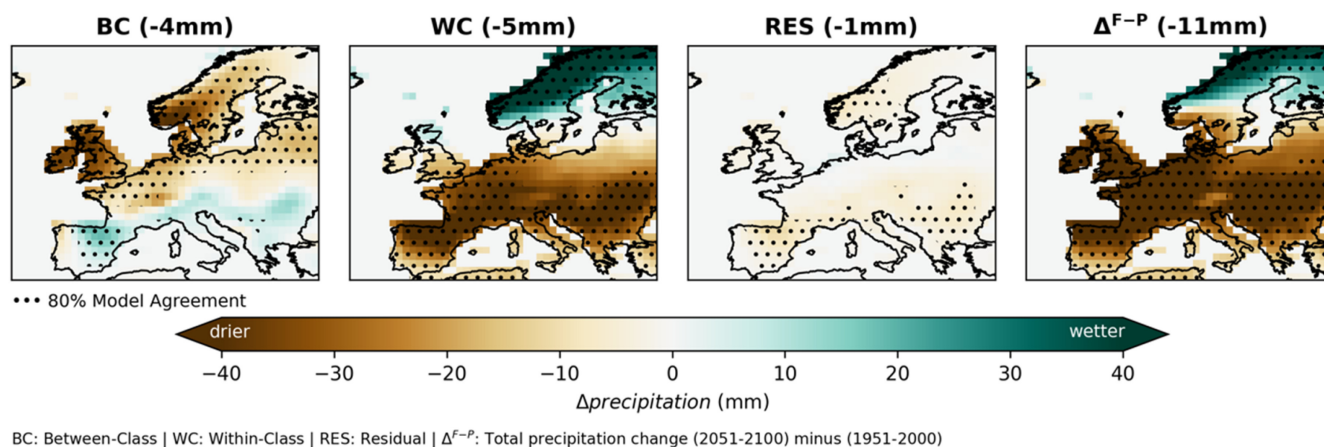 BC (-4mm) WC (-5mm) RES (-1mm) Δ^F-P (-11mm)
••• 80% Model Agreement
drier wetter
−40 −30 −20 −10 0 10 20 30 40
Δprecipitation (mm)
BC: Between-Class | WC: Within-Class | RES: Residual | Δ^F-P: Total precipitation change (2051-2100) minus (1951-2000)